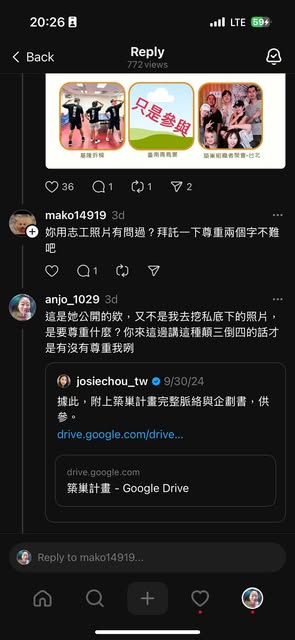 20:26
LTE 59
Back
Reply
772 views
只是參與
基隆拆樑
臺南青鳥營
築巢組織者聚會-台北
36 1 1 2
mako14919 3d
妳用志工照片有問過？拜託一下尊重兩個字不難
吧
1
anjo_1029 3d
這是她公開的欸，又不是我去挖私底下的照片，
是要尊重什麼？你來這邊講這種顛三倒四的話才
是有沒有尊重我咧
josiechou_tw 9/30/24
據此，附上築巢計畫完整脈絡與企劃書，供
參。
drive.google.com/drive...
drive.google.com
築巢計畫 - Google Drive
Reply to mako14919...